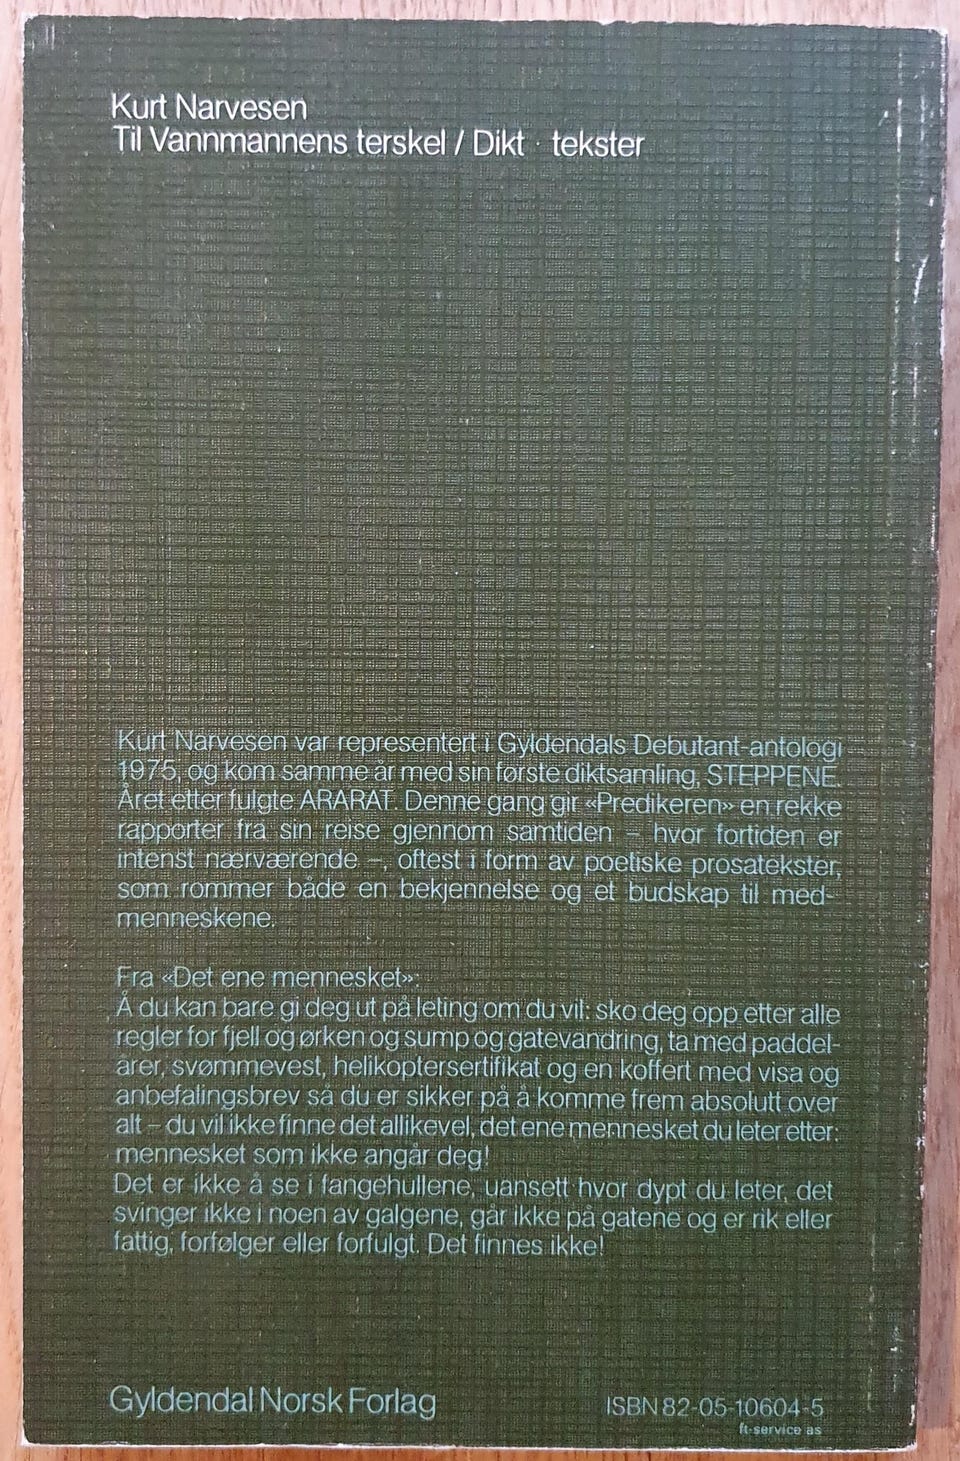 Kurt Narvesen
Til Vannmannens terskel / Dikt · tekster
Kurt Narvesen var representert i Gyldendals Debutant-antologi
1975, og kom samme år med sin første diktsamling, STEPPENE.
Året etter fulgte ARARAT. Denne gang gir «Predikeren» en rekke
rapporter fra sin reise gjennom samtiden – hvor fortiden er
intenst nærværende –, oftest i form av poetiske prosatekster,
som rommer både en bekjennelse og et budskap til med-
menneskene.
Fra «Det ene mennesket»:
Å du kan bare gi deg ut på leting om du vil: sko deg opp etter alle
regler for fjell og ørken og sump og gatevandring, ta med paddel-
årer, svømmevest, helikoptersertifikat og en koffert med visa og
anbefalingsbrev så du er sikker på å komme frem absolutt over
alt – du vil ikke finne det allikevel, det ene mennesket du leter etter:
mennesket som ikke angår deg!
Det er ikke å se i fangehullene, uansett hvor dypt du leter, det
svinger ikke i noen av galgene, går ikke på gatene og er rik eller
fattig, forfølger eller forfulgt. Det finnes ikke!
Gyldendal Norsk Forlag
ISBN 82-05-10604-5
ft-service as